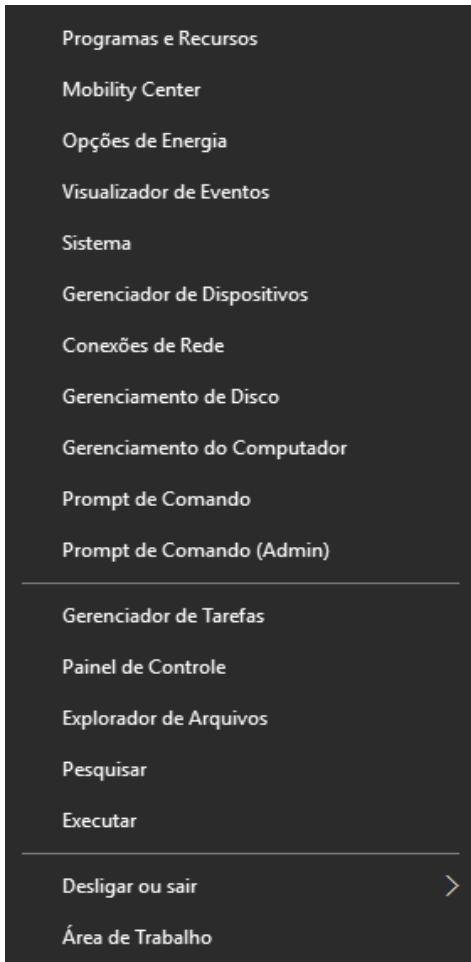 Programas e Recursos
Mobility Center
Opções de Energia
Visualizador de Eventos
Sistema
Gerenciador de Dispositivos
Conexões de Rede
Gerenciamento de Disco
Gerenciamento do Computador
Prompt de Comando
Prompt de Comando (Admin)
Gerenciador de Tarefas
Painel de Controle
Explorador de Arquivos
Pesquisar
Executar
Desligar ou sair
Área de Trabalho